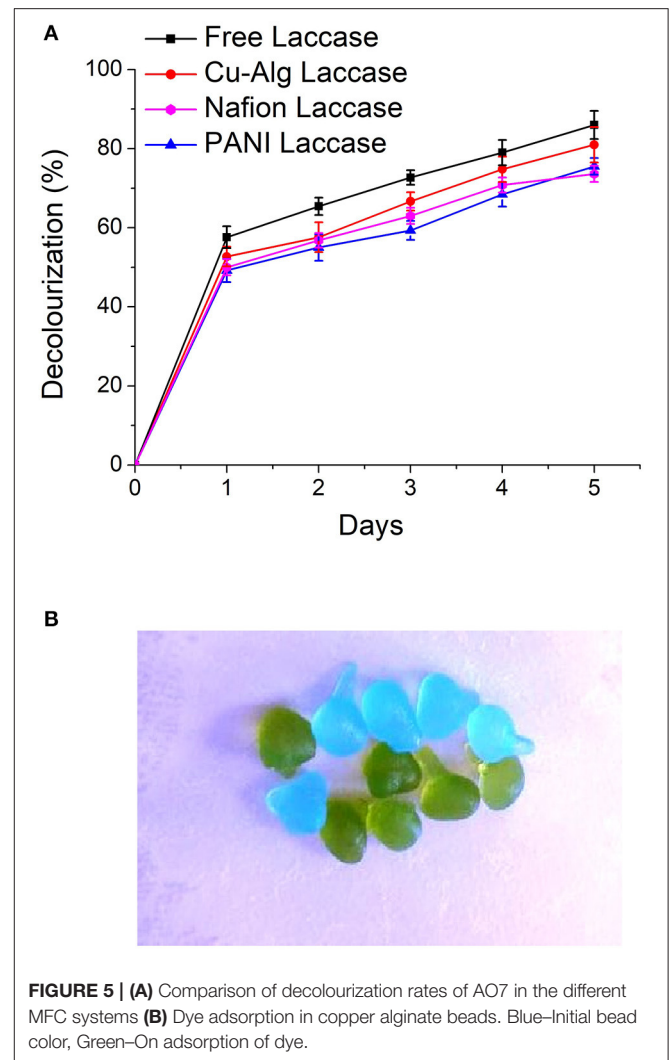 A
Free Laccase
Cu-Alg Laccase
Nafion Laccase
PANI Laccase
100
80
60
40
20
0
Decolourization (%)
0 1 2 3 4 5
Days
B
FIGURE 5 | (A) Comparison of decolourization rates of AO7 in the different
MFC systems (B) Dye adsorption in copper alginate beads. Blue–Initial bead
color, Green–On adsorption of dye.